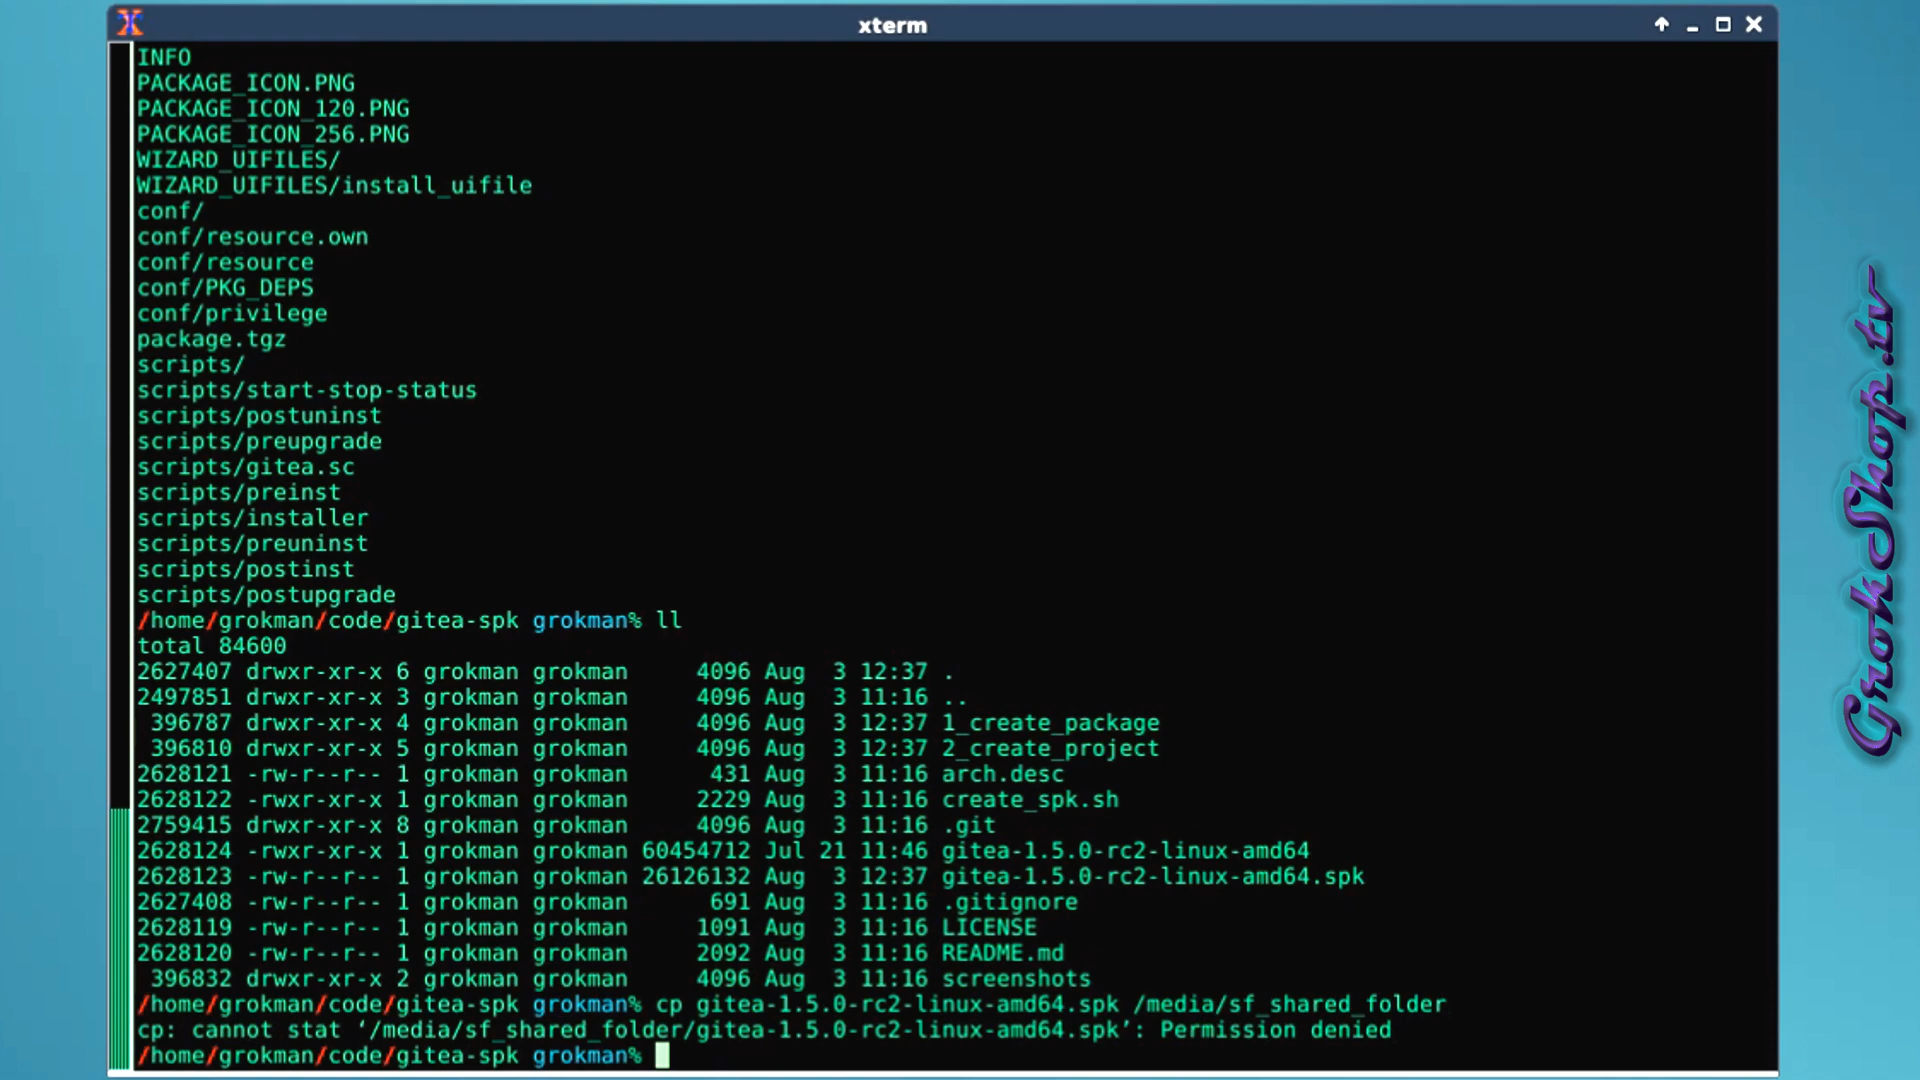 xterm
INFO
PACKAGE_ICON.PNG
PACKAGE_ICON_120.PNG
PACKAGE_ICON_256.PNG
WIZARD_UIFILES/
WIZARD_UIFILES/install_uifile
conf/
conf/resource.own
conf/resource
conf/PKG_DEPS
conf/privilege
package.tgz
scripts/
scripts/start-stop-status
scripts/postuninst
scripts/preupgrade
scripts/gitea.sc
scripts/preinst
scripts/installer
scripts/preuninst
scripts/postinst
scripts/postupgrade
/home/grokman/code/gitea-spk grokman% ll
total 84600
2627407 drwxr-xr-x 6 grokman grokman     4096 Aug  3 12:37 .
2497851 drwxr-xr-x 3 grokman grokman     4096 Aug  3 11:16 ..
 396787 drwxr-xr-x 4 grokman grokman     4096 Aug  3 12:37 1_create_package
 396810 drwxr-xr-x 5 grokman grokman     4096 Aug  3 12:37 2_create_project
2628121 -rw-r--r-- 1 grokman grokman      431 Aug  3 11:16 arch.desc
2628122 -rwxr-xr-x 1 grokman grokman     2229 Aug  3 11:16 create_spk.sh
2759415 drwxr-xr-x 8 grokman grokman     4096 Aug  3 11:16 .git
2628124 -rwxr-xr-x 1 grokman grokman 60454712 Jul 21 11:46 gitea-1.5.0-rc2-linux-amd64
2628123 -rw-r--r-- 1 grokman grokman 26126132 Aug  3 12:37 gitea-1.5.0-rc2-linux-amd64.spk
2627408 -rw-r--r-- 1 grokman grokman      691 Aug  3 11:16 .gitignore
2628119 -rw-r--r-- 1 grokman grokman     1091 Aug  3 11:16 LICENSE
2628120 -rw-r--r-- 1 grokman grokman     2092 Aug  3 11:16 README.md
 396832 drwxr-xr-x 2 grokman grokman     4096 Aug  3 11:16 screenshots
/home/grokman/code/gitea-spk grokman% cp gitea-1.5.0-rc2-linux-amd64.spk /media/sf_shared_folder
cp: cannot stat ‘/media/sf_shared_folder/gitea-1.5.0-rc2-linux-amd64.spk’: Permission denied
/home/grokman/code/gitea-spk grokman%
GrokShop.tv